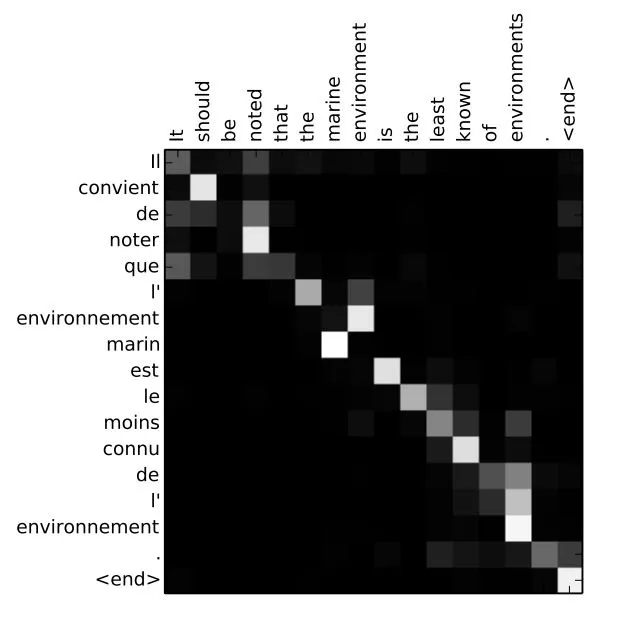 It
should
be
noted
that
the
marine
environment
is
the
least
known
of
environments
.
<end>
Il
convient
de
noter
que
l'
environnement
marin
est
le
moins
connu
de
l'
environnement
.
<end>